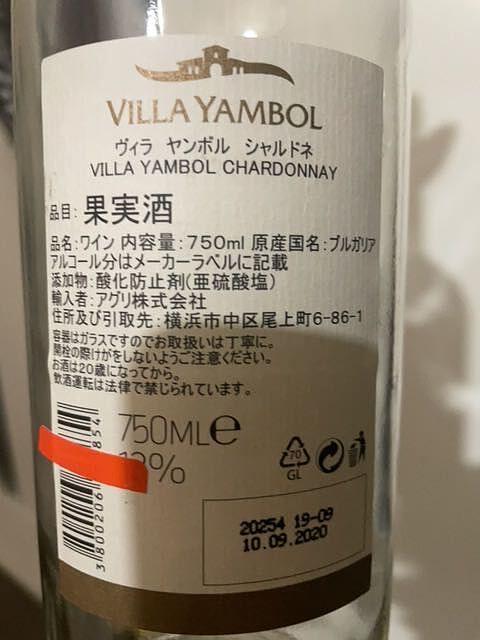 VILLA YAMBOL
ヴィラ ヤンボル シャルドネ
VILLA YAMBOL CHARDONNAY
品目: 果実酒
品名:ワイン 内容量:750ml 原産国名:ブルガリア
アルコール分はメーカーラベルに記載
添加物:酸化防止剤(亜硫酸塩)
輸入者:アグリ株式会社
住所及び引取先:横浜市中区尾上町6-86-1
容器はガラスですのでお取扱いは丁寧に。
開栓の際けがをしないようご注意ください。
お酒は20歳になってから。
飲酒運転は法律で禁じられています。
750MLe
%
70
GL
20254 19-09
10.09.2020